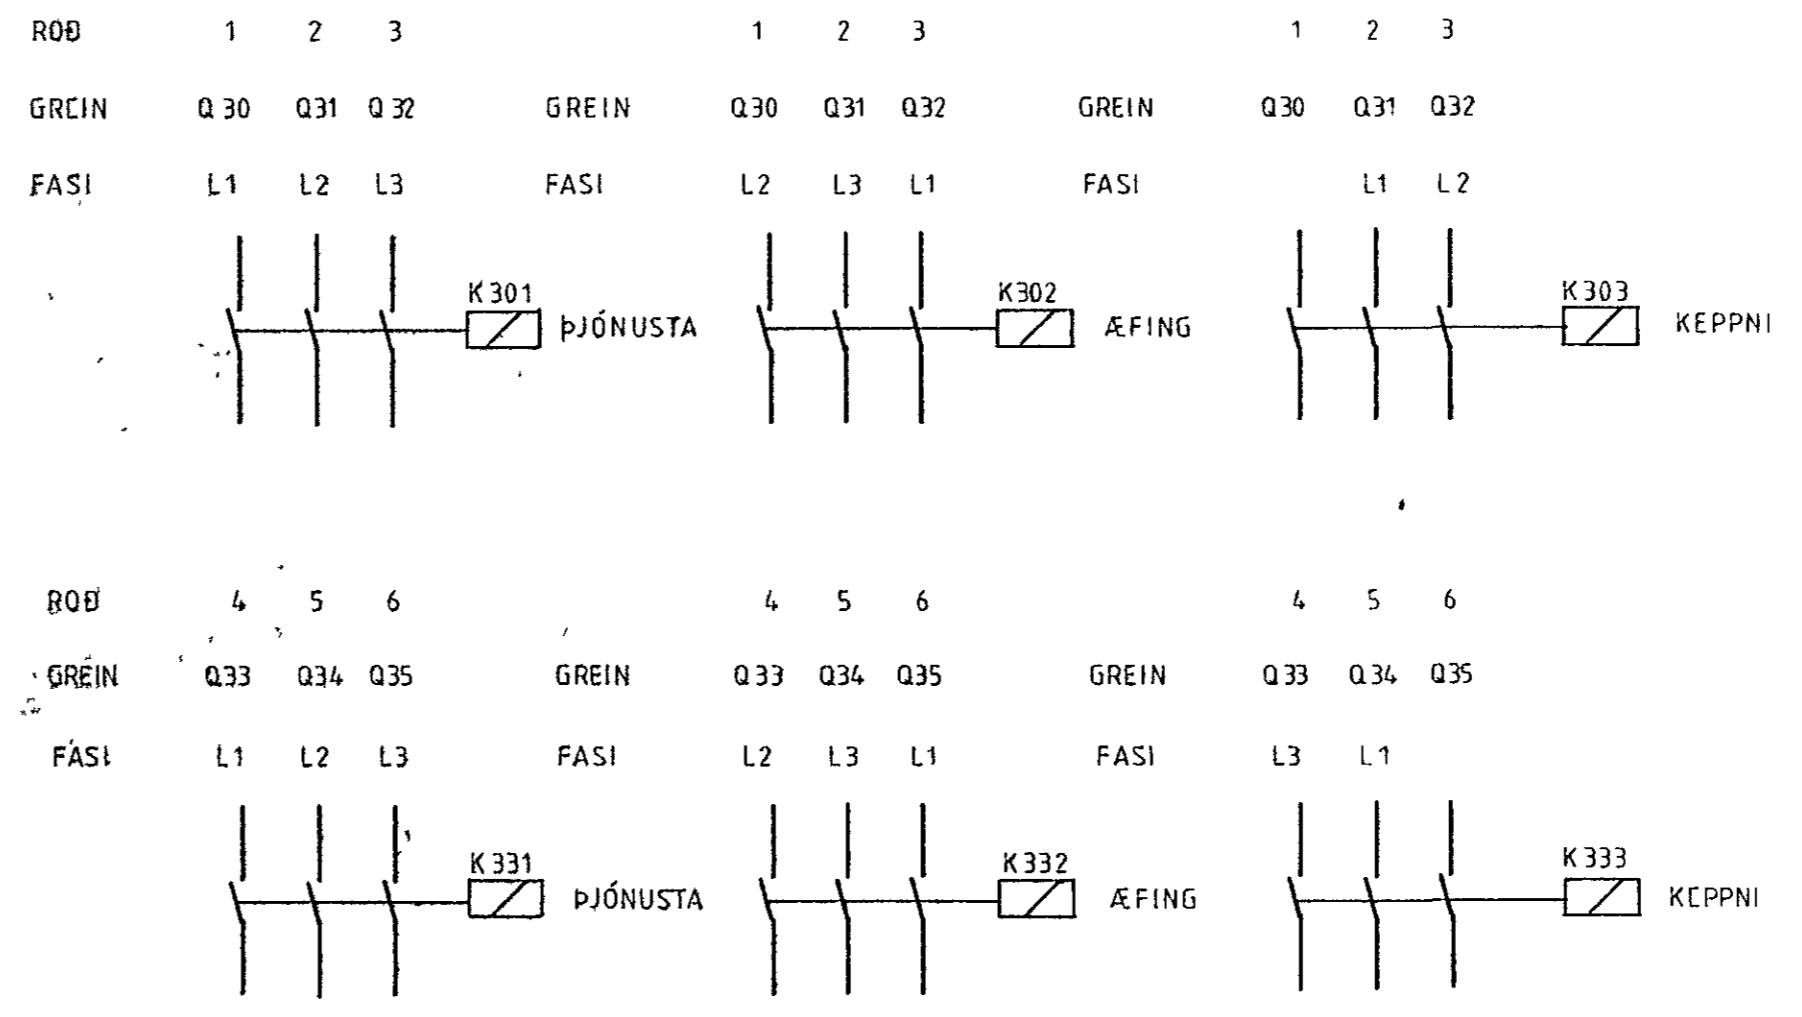 ROÐ 1 2 3 1 2 3 1 2 3
GREIN Q30 Q31 Q32 GREIN Q30 Q31 Q32 GREIN Q30 Q31 Q32
FASI L1 L2 L3 FASI L2 L3 L1 FASI L1 L2
K301 K302 K303
ÞJÓNUSTA ÆFING KEPPNI
ROÐ 4 5 6 4 5 6 4 5 6
GREIN Q33 Q34 Q35 GREIN Q33 Q34 Q35 GREIN Q33 Q34 Q35
FASI L1 L2 L3 FASI L2 L3 L1 FASI L3 L1
K331 K332 K333
ÞJÓNUSTA ÆFING KEPPNI